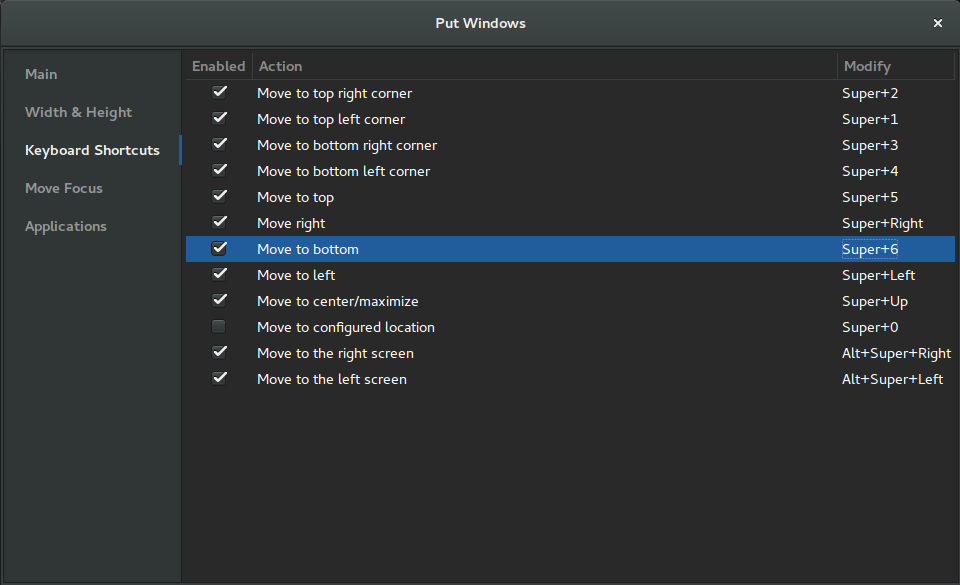 Put Windows
Main
Width & Height
Keyboard Shortcuts
Move Focus
Applications
Enabled Action Modify
Move to top right corner Super+2
Move to top left corner Super+1
Move to bottom right corner Super+3
Move to bottom left corner Super+4
Move to top Super+5
Move right Super+Right
Move to bottom Super+6
Move to left Super+Left
Move to center/maximize Super+Up
Move to configured location Super+0
Move to the right screen Alt+Super+Right
Move to the left screen Alt+Super+Left